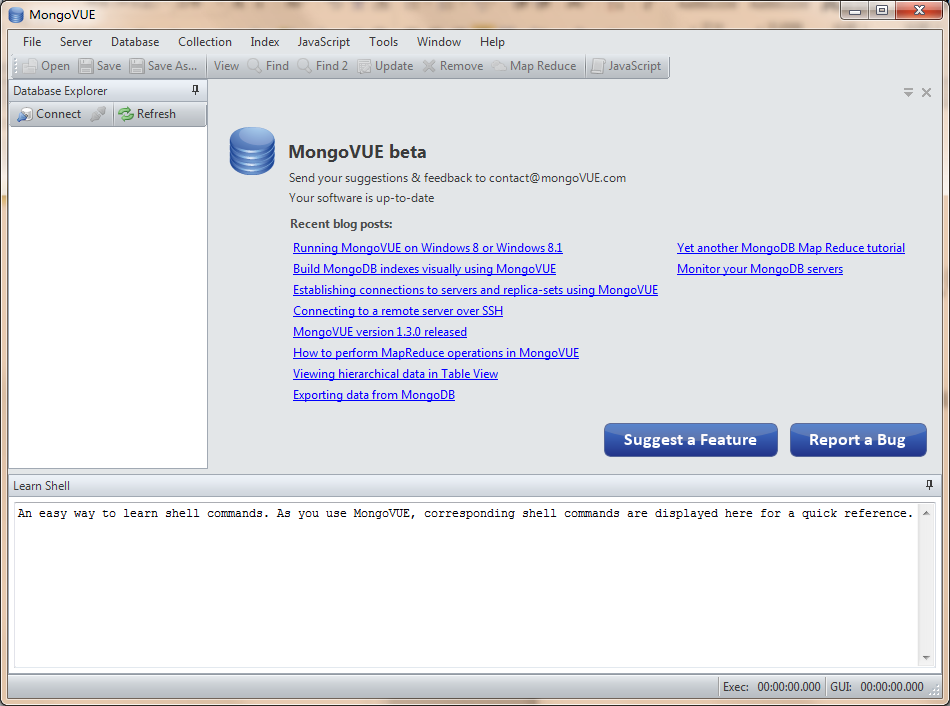 MongoVUE
File Server Database Collection Index JavaScript Tools Window Help
Open Save Save As... View Find Find 2 Update Remove Map Reduce JavaScript
Database Explorer
Connect Refresh
MongoVUE beta
Send your suggestions & feedback to contact@mongoVUE.com
Your software is up-to-date
Recent blog posts:
Running MongoVUE on Windows 8 or Windows 8.1
Build MongoDB indexes visually using MongoVUE
Establishing connections to servers and replica-sets using MongoVUE
Connecting to a remote server over SSH
MongoVUE version 1.3.0 released
How to perform MapReduce operations in MongoVUE
Viewing hierarchical data in Table View
Exporting data from MongoDB
Yet another MongoDB Map Reduce tutorial
Monitor your MongoDB servers
Suggest a Feature Report a Bug
Learn Shell
An easy way to learn shell commands. As you use MongoVUE, corresponding shell commands are displayed here for a quick reference.
Exec: 00:00:00.000 GUI: 00:00:00.000